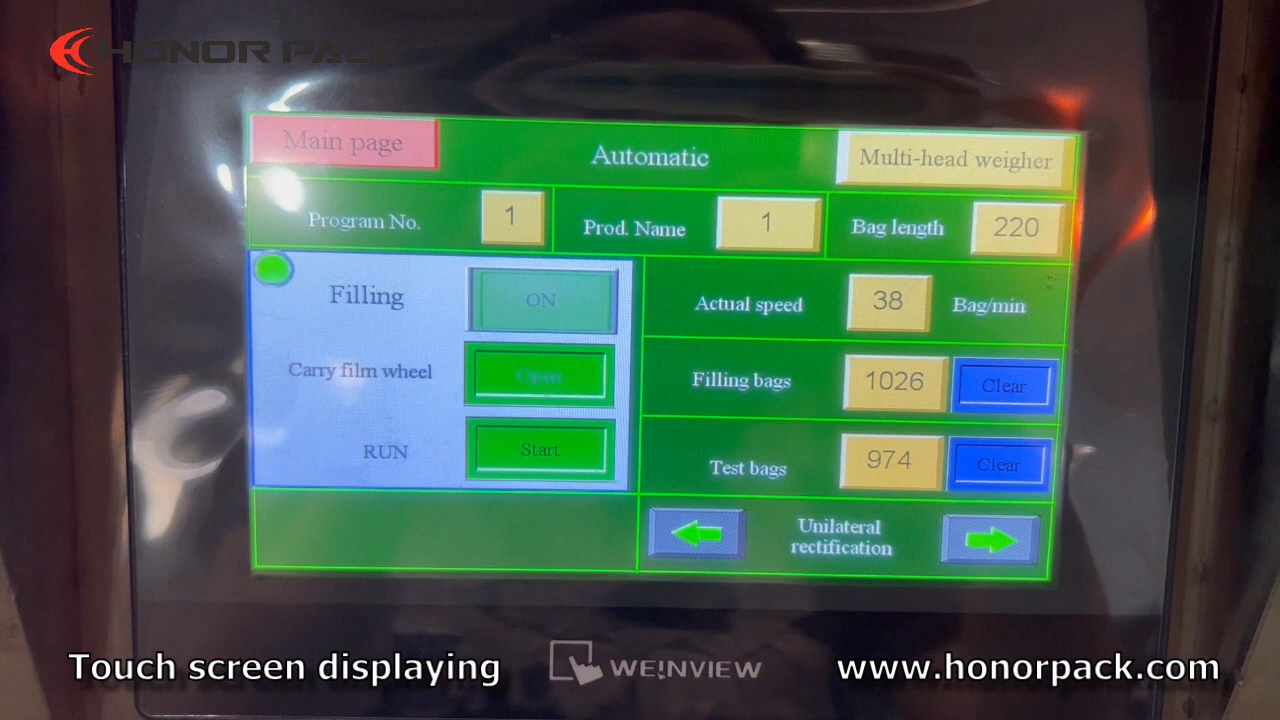 HONOR PACK
Main page
Automatic
Multi-head weigher
Program No.
1
Prod. Name
1
Bag length
220
Filling
ON
Actual speed
38
Bag/min
Carry film wheel
Open
Filling bags
1026
Clear
RUN
Start
Test bags
974
Clear
Unilateral
rectification
Touch screen displaying
WE!NVIEW
www.honorpack.com